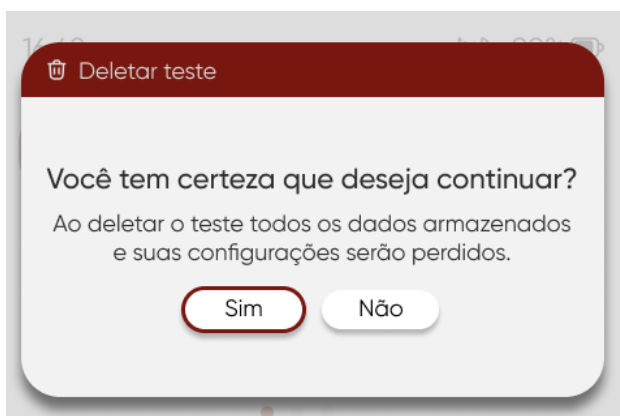 Deletar teste
Você tem certeza que deseja continuar?
Ao deletar o teste todos os dados armazenados
e suas configurações serão perdidos.
Sim
Não